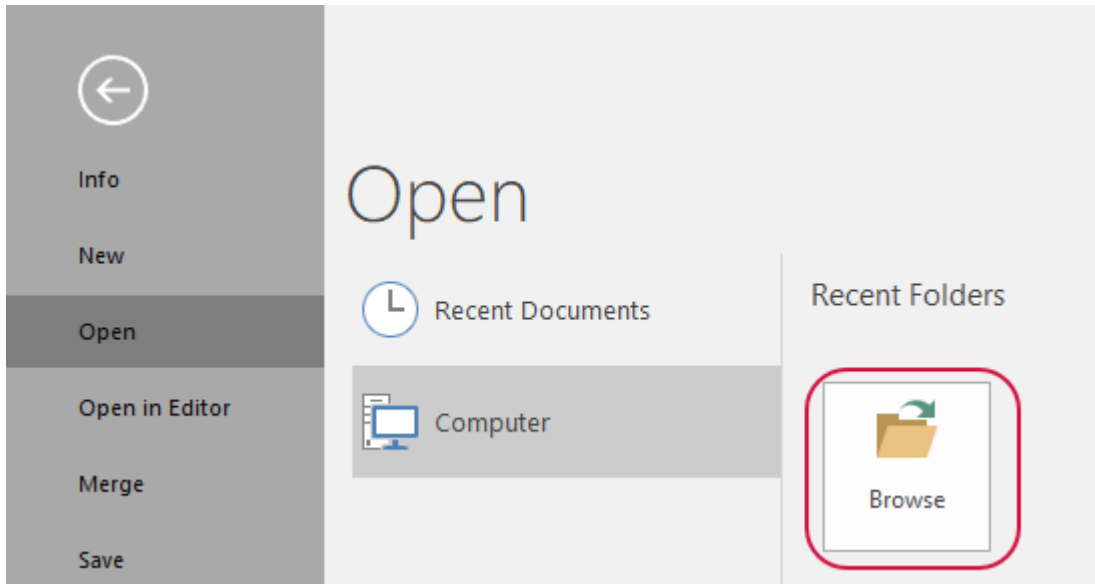 Info
New
Open
Open in Editor
Merge
Save
Open
Recent Documents
Computer
Recent Folders
Browse